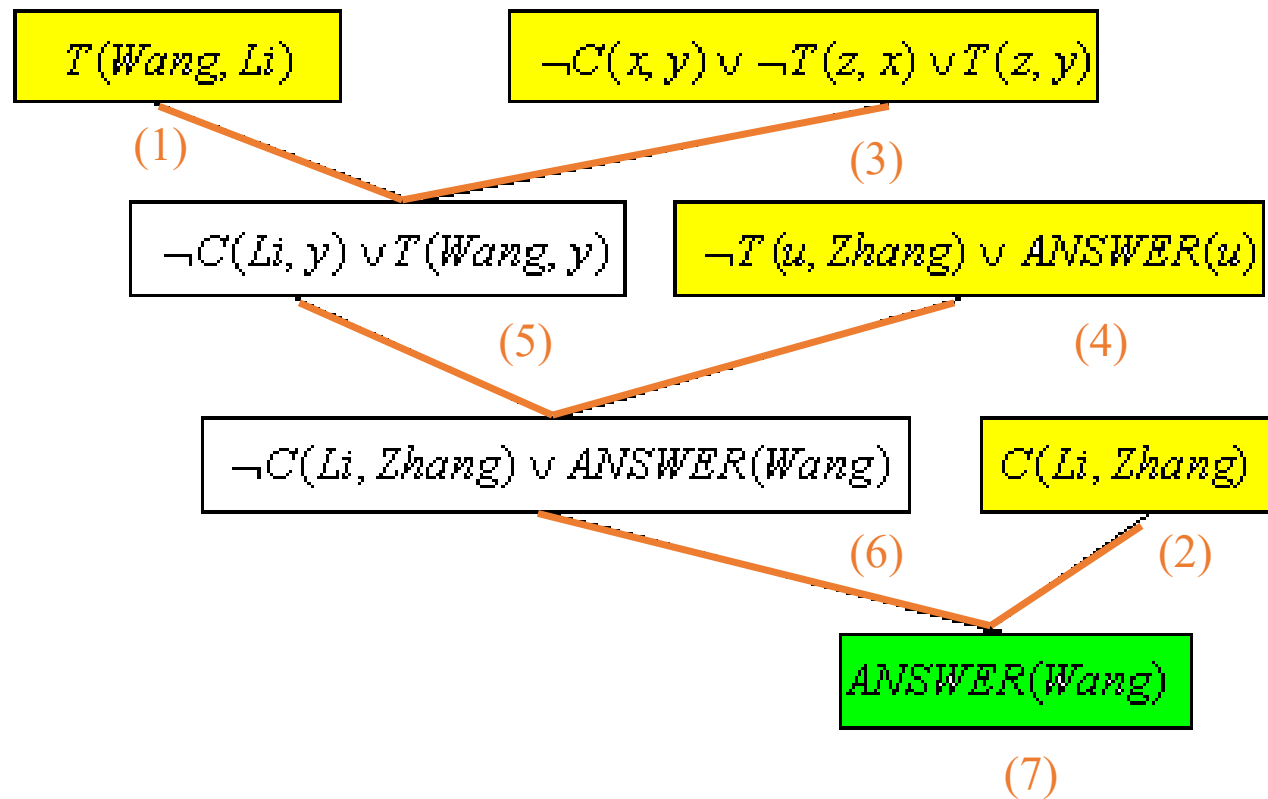 T(Wang, Li)
¬C(x, y) ∨ ¬T(z, x) ∨ T(z, y)
(1)
(3)
¬C(Li, y) ∨ T(Wang, y)
¬T(u, Zhang) ∨ ANSWER(u)
(5)
(4)
¬C(Li, Zhang) ∨ ANSWER(Wang)
C(Li, Zhang)
(6)
(2)
ANSWER(Wang)
(7)